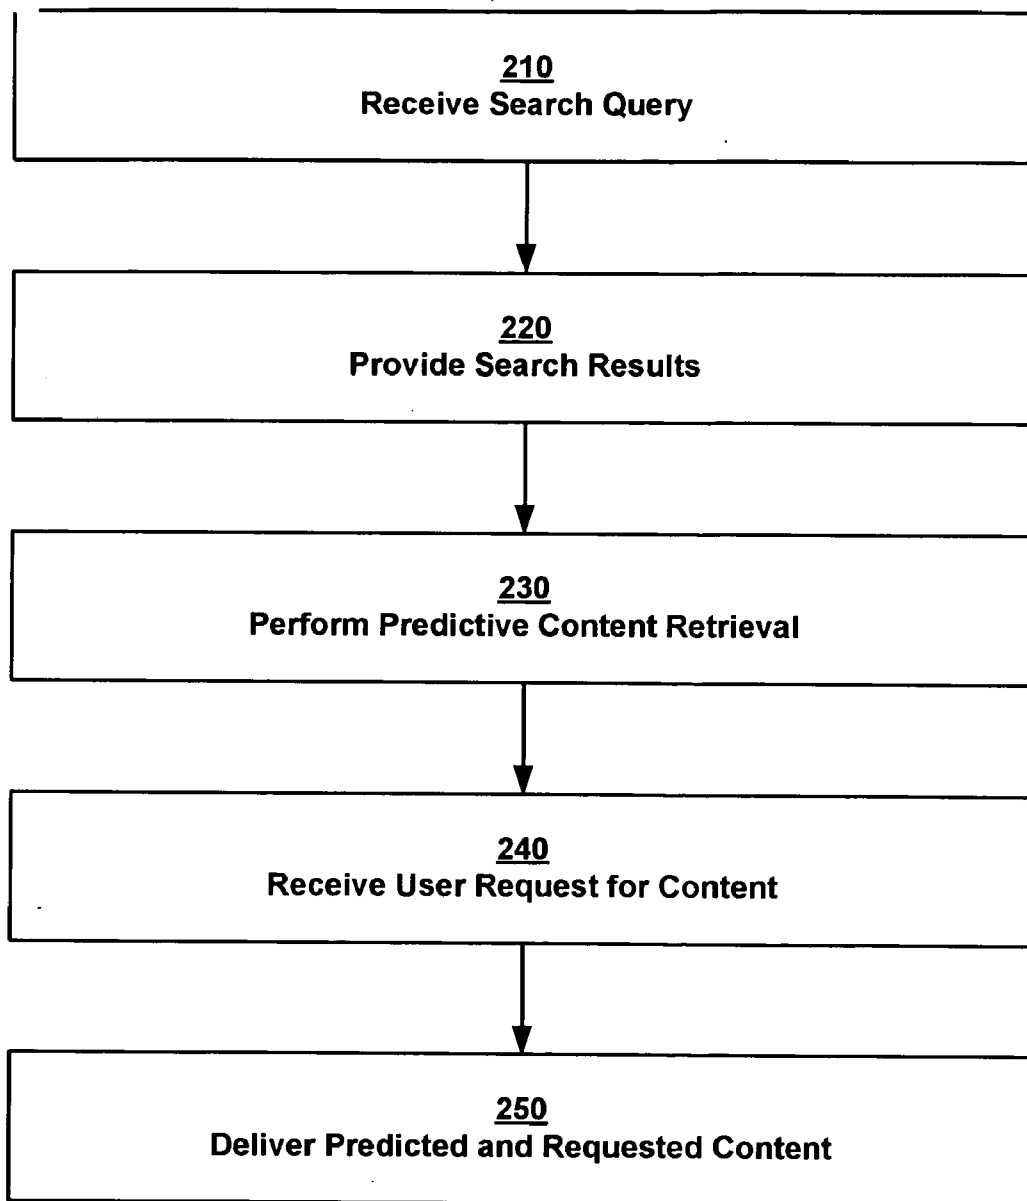 210
Receive Search Query
220
Provide Search Results
230
Perform Predictive Content Retrieval
240
Receive User Request for Content
250
Deliver Predicted and Requested Content